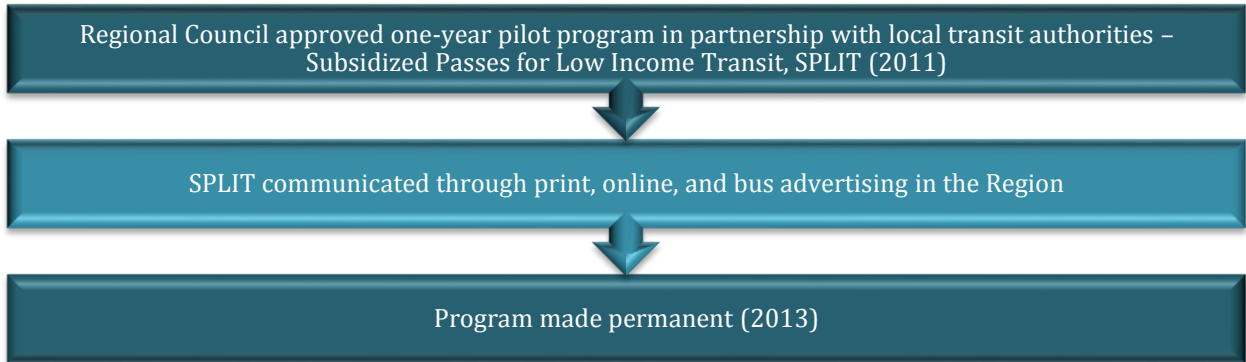 Regional Council approved one-year pilot program in partnership with local transit authorities –
Subsidized Passes for Low Income Transit, SPLIT (2011)
SPLIT communicated through print, online, and bus advertising in the Region
Program made permanent (2013)